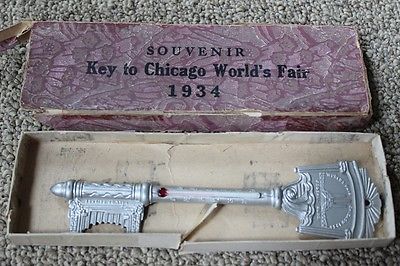 SOUVENIR
Key to Chicago World's Fair
1934